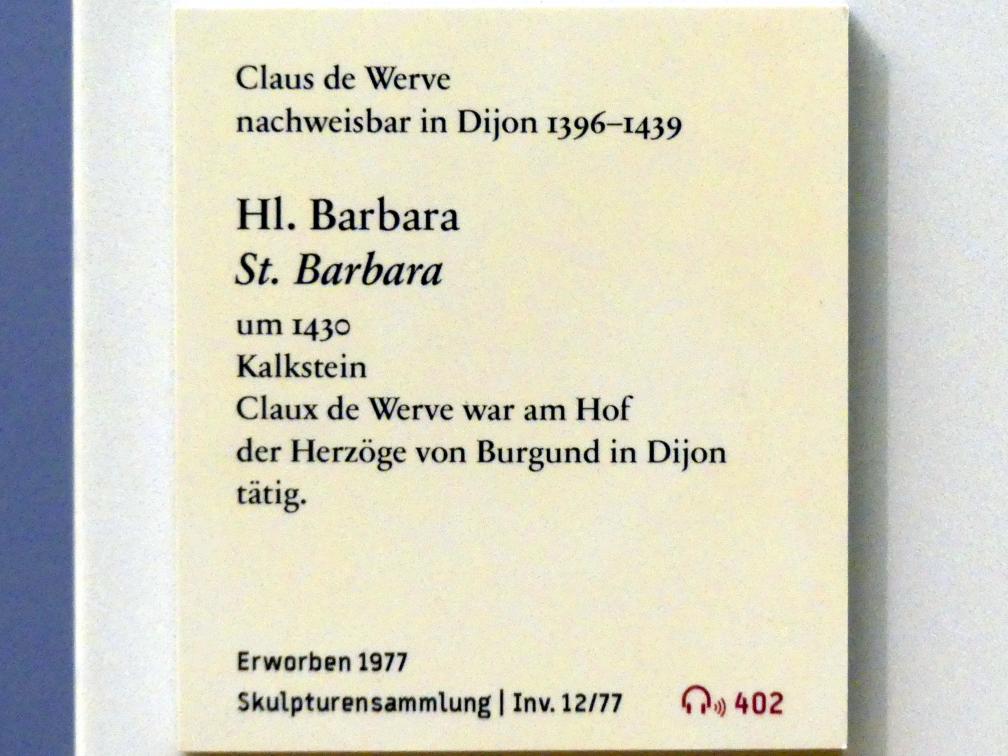 Claus de Werve
nachweisbar in Dijon 1396–1439
Hl. Barbara
St. Barbara
um 1430
Kalkstein
Claux de Werve war am Hof
der Herzöge von Burgund in Dijon
tätig.
Erworben 1977
Skulpturensammlung | Inv. 12/77 402